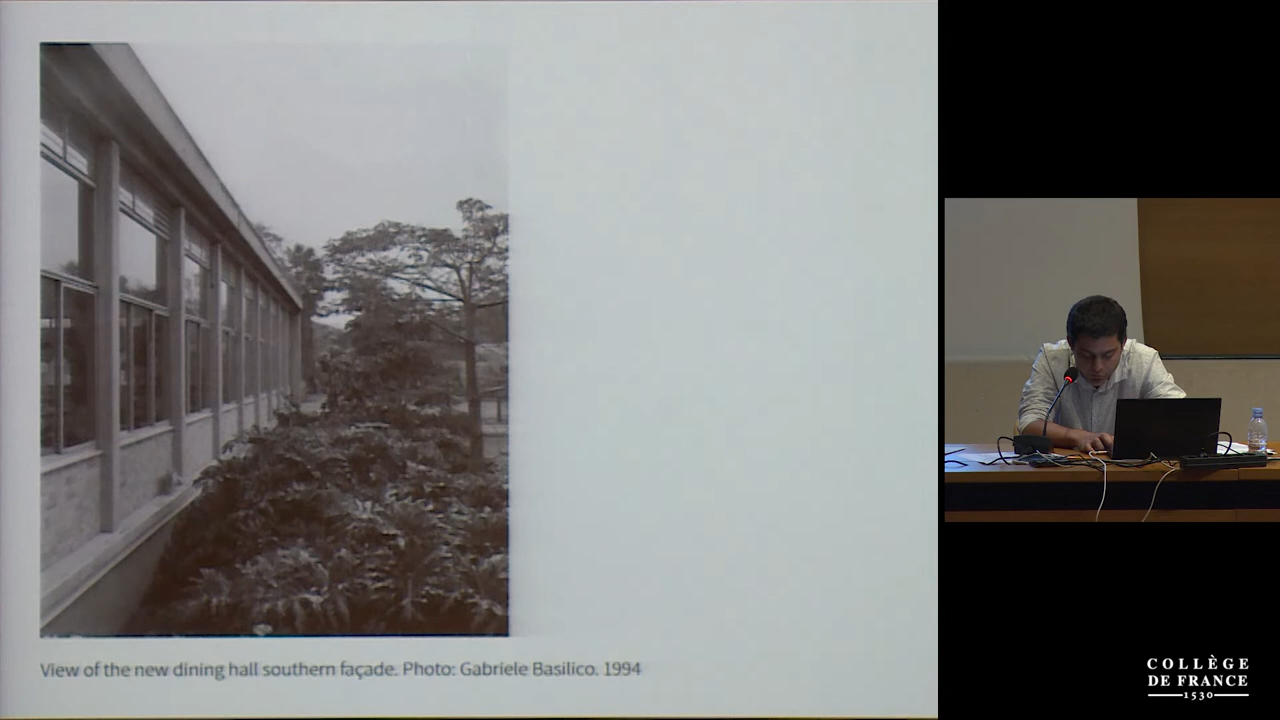 View of the new dining hall southern façade. Photo: Gabriele Basilico. 1994
COLLÈGE
DE FRANCE
1530